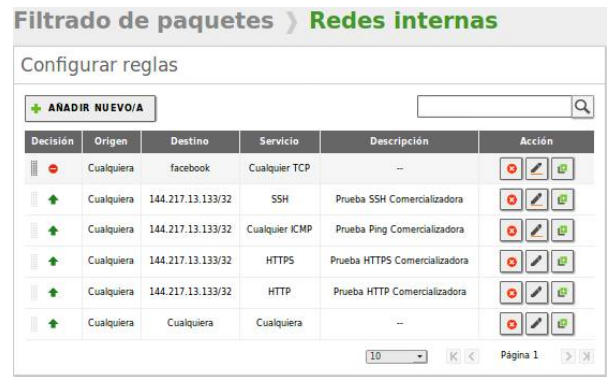 Filtrado de paquetes ❭ Redes internas
Configurar reglas
AÑADIR NUEVO/A
Decisión Origen Destino Servicio Descripción Acción
Cualquiera facebook Cualquier TCP --
Cualquiera 144.217.13.133/32 SSH Prueba SSH Comercializadora
Cualquiera 144.217.13.133/32 Cualquier ICMP Prueba Ping Comercializadora
Cualquiera 144.217.13.133/32 HTTPS Prueba HTTPS Comercializadora
Cualquiera 144.217.13.133/32 HTTP Prueba HTTP Comercializadora
Cualquiera Cualquiera Cualquiera --
10 Página 1